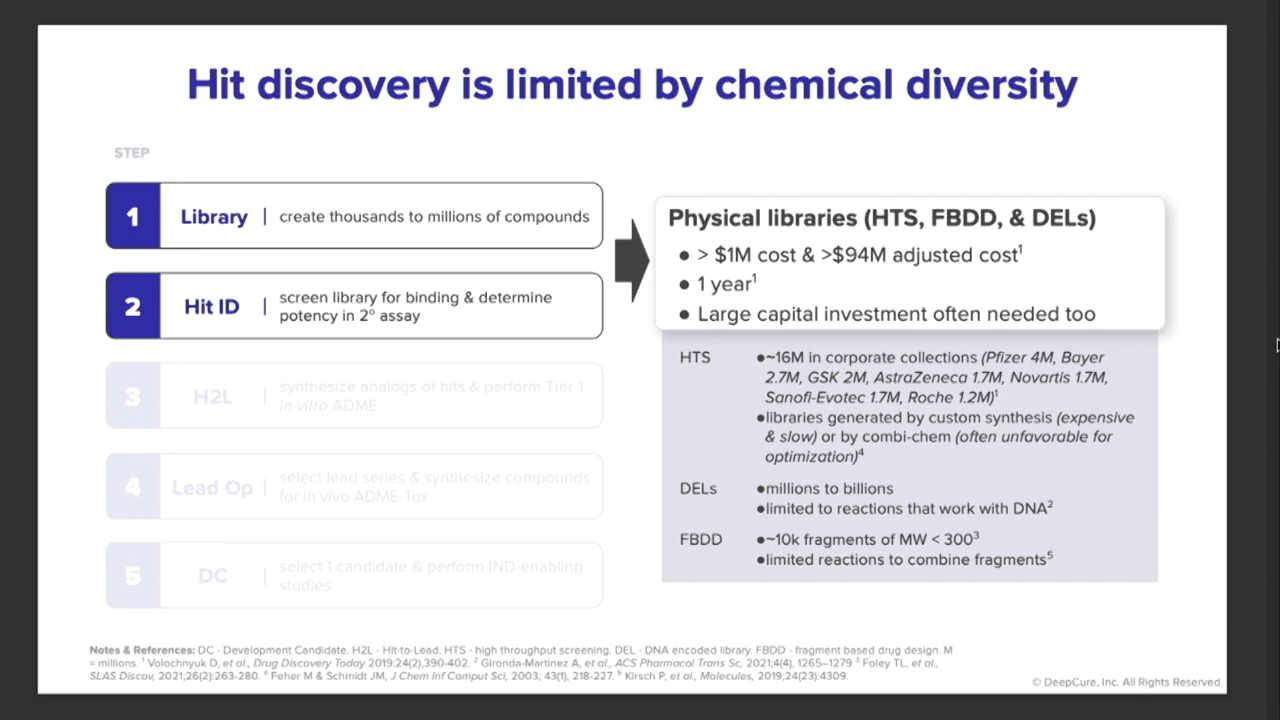 Hit discovery is limited by chemical diversity
STEP
1 Library | create thousands to millions of compounds
2 Hit ID | screen library for binding & determine
potency in 2° assay
3 H2L | synthesize analogs of hits & perform Tier 1
in vitro ADME
4 Lead Op | select lead series & synthesize compounds
for in vivo ADME-Tox
5 DC | select 1 candidate & perform IND-enabling
studies
Physical libraries (HTS, FBDD, & DELs)
● > $1M cost & >$94M adjusted cost¹
● 1 year¹
● Large capital investment often needed too
HTS ●~16M in corporate collections (Pfizer 4M, Bayer
2.7M, GSK 2M, AstraZeneca 1.7M, Novartis 1.7M,
Sanofi-Evotec 1.7M, Roche 1.2M)¹
●libraries generated by custom synthesis (expensive
& slow) or by combi-chem (often unfavorable for
optimization)⁴
DELs ●millions to billions
●limited to reactions that work with DNA²
FBDD ●~10k fragments of MW < 300³
●limited reactions to combine fragments⁵
Notes & References: DC - Development Candidate. H2L - Hit-to-Lead. HTS - high throughput screening. DEL - DNA encoded library. FBDD - fragment based drug design. M
= millions. ¹ Volochnyuk D, et al., Drug Discovery Today 2019:24(2),390-402. ² Gironda-Martínez A, et al., ACS Pharmacol Trans Sc, 2021;4(4), 1265–1279 ³ Foley TL, et al.,
SLAS Discov, 2021;26(2):263-280. ⁴ Feher M & Schmidt JM, J Chem Inf Comput Sci, 2003; 43(1), 218-227. ⁵ Kirsch P, et al., Molecules, 2019;24(23):4309.
© DeepCure, Inc. All Rights Reserved.